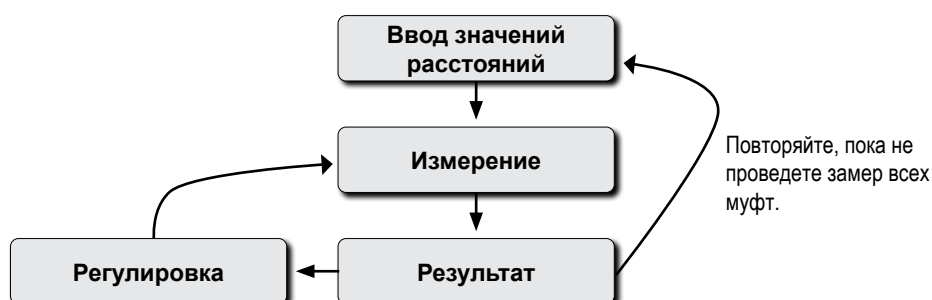 Ввод значений
расстояний
Измерение
Повторяйте, пока не
проведете замер всех
муфт.
Регулировка
Результат